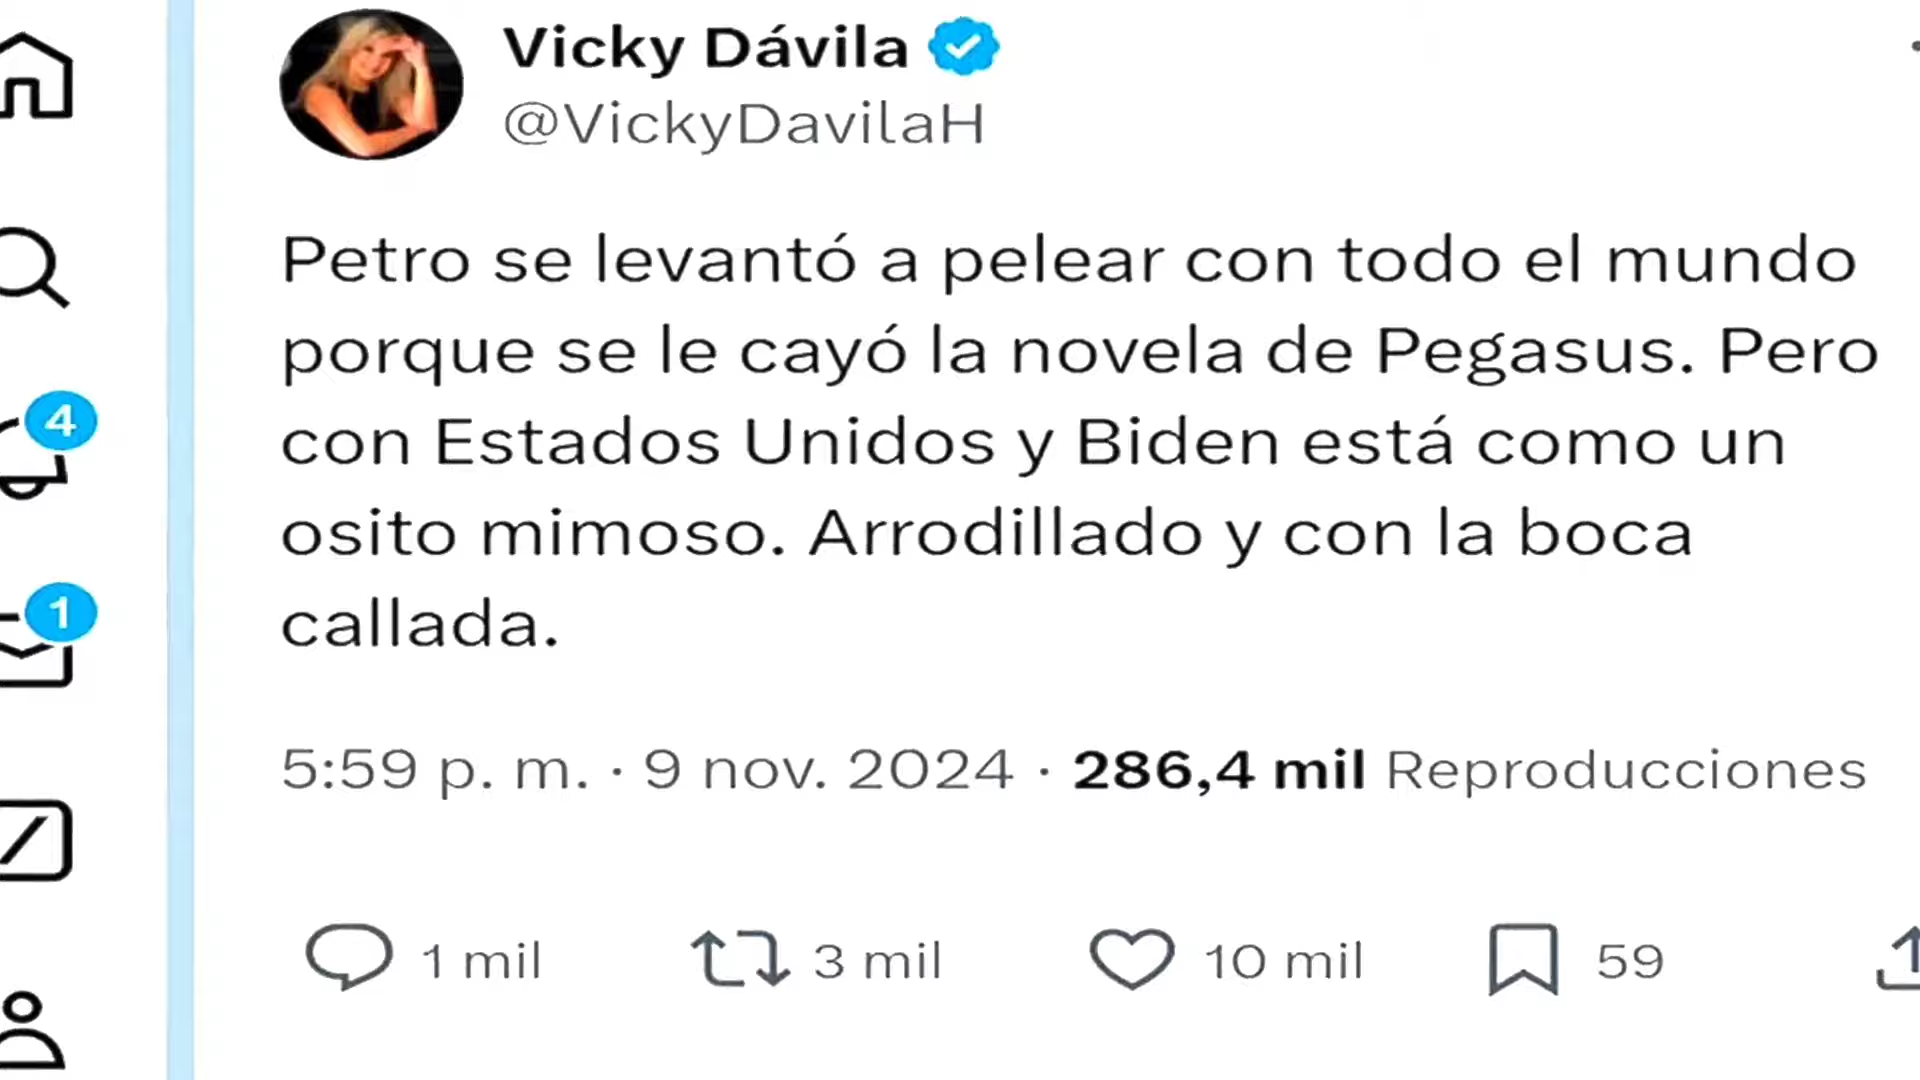 Vicky Dávila
@VickyDavilaH
Petro se levantó a pelear con todo el mundo
porque se le cayó la novela de Pegasus. Pero
con Estados Unidos y Biden está como un
osito mimoso. Arrodillado y con la boca
callada.
5:59 p. m. · 9 nov. 2024 · 286,4 mil Reproducciones
1 mil 3 mil 10 mil 59
4
1